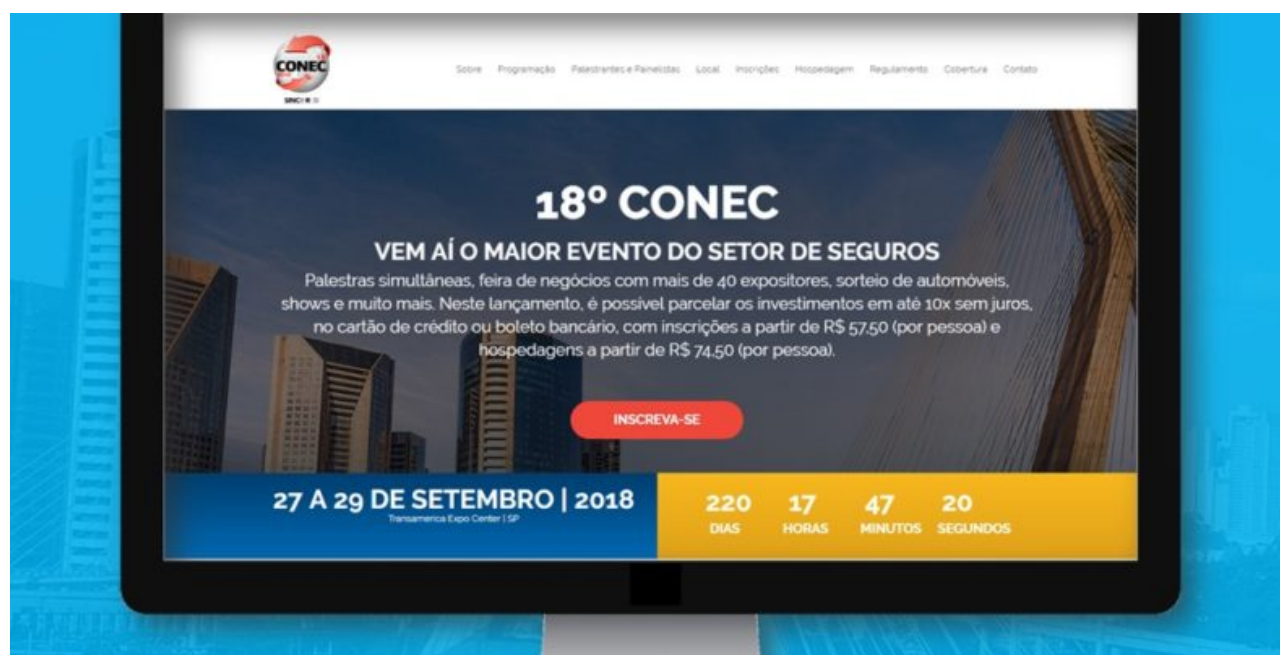 CONEC
Sobre Programação Palestrantes e Painelistas Local Inscrições Hospedagem Regulamento Cobertura Contato
18º CONEC
VEM AÍ O MAIOR EVENTO DO SETOR DE SEGUROS
Palestras simultâneas, feira de negócios com mais de 40 expositores, sorteio de automóveis,
shows e muito mais. Neste lançamento, é possível parcelar os investimentos em até 10x sem juros,
no cartão de crédito ou boleto bancário, com inscrições a partir de R$ 57,50 (por pessoa) e
hospedagens a partir de R$ 74,50 (por pessoa).
INSCREVA-SE
27 A 29 DE SETEMBRO | 2018
Transamerica Expo Center | SP
220 17 47 20
DIAS HORAS MINUTOS SEGUNDOS